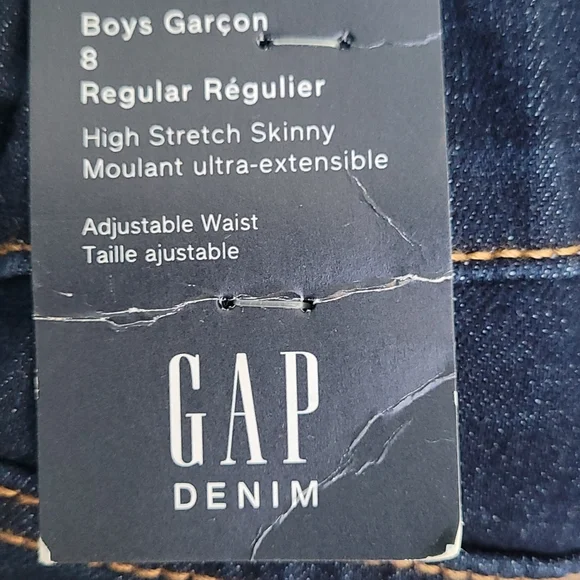 Boys Garçon
8
Regular Régulier
High Stretch Skinny
Moulant ultra-extensible
Adjustable Waist
Taille ajustable
GAP
DENIM